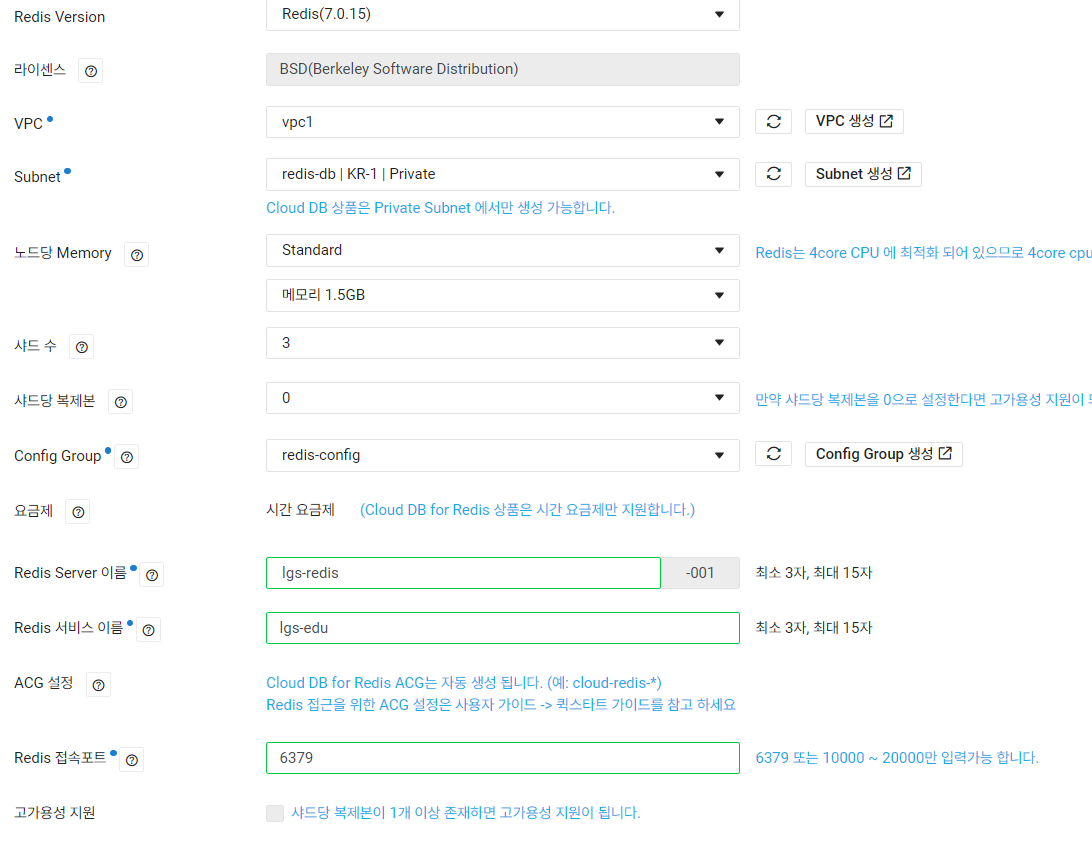 Redis Version
Redis(7.0.15)
라이센스
BSD(Berkeley Software Distribution)
VPC
vpc1
VPC 생성
Subnet
redis-db | KR-1 | Private
Subnet 생성
Cloud DB 상품은 Private Subnet 에서만 생성 가능합니다.
노드당 Memory
Standard
Redis는 4core CPU 에 최적화 되어 있으므로 4core cpu
메모리 1.5GB
샤드 수
3
샤드당 복제본
0
만약 샤드당 복제본을 0으로 설정한다면 고가용성 지원이
Config Group
redis-config
Config Group 생성
요금제
시간 요금제 (Cloud DB for Redis 상품은 시간 요금제만 지원합니다.)
Redis Server 이름
lgs-redis
-001
최소 3자, 최대 15자
Redis 서비스 이름
lgs-edu
최소 3자, 최대 15자
ACG 설정
Cloud DB for Redis ACG는 자동 생성 됩니다. (예: cloud-redis-*)
Redis 접근을 위한 ACG 설정은 사용자 가이드 -> 퀵스타트 가이드를 참고 하세요
Redis 접속포트
6379
6379 또는 10000 ~ 20000만 입력가능 합니다.
고가용성 지원
샤드당 복제본이 1개 이상 존재하면 고가용성 지원이 됩니다.